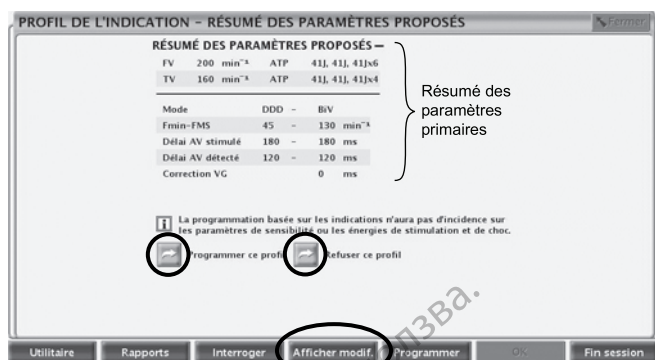 PROFIL DE L'INDICATION – RÉSUMÉ DES PARAMÈTRES PROPOSÉS
Fermer
RÉSUMÉ DES PARAMÈTRES PROPOSÉS
FV 200 min⁻¹ ATP 41J, 41J, 41Jx6
TV 160 min⁻¹ ATP 41J, 41J, 41Jx4
Mode DDD - BiV
Fmin-FMS 45 - 130 min⁻¹
Délai AV stimulé 180 - 180 ms
Délai AV détecté 120 - 120 ms
Correction VG 0 ms
Résumé des
paramètres
primaires
La programmation basée sur les indications n'aura pas d'incidence sur
les paramètres de sensibilité ou les énergies de stimulation et de choc.
Programmer ce profil
Refuser ce profil
Utilitaire Rapports Interroger Afficher modif. Programmer OK Fin session